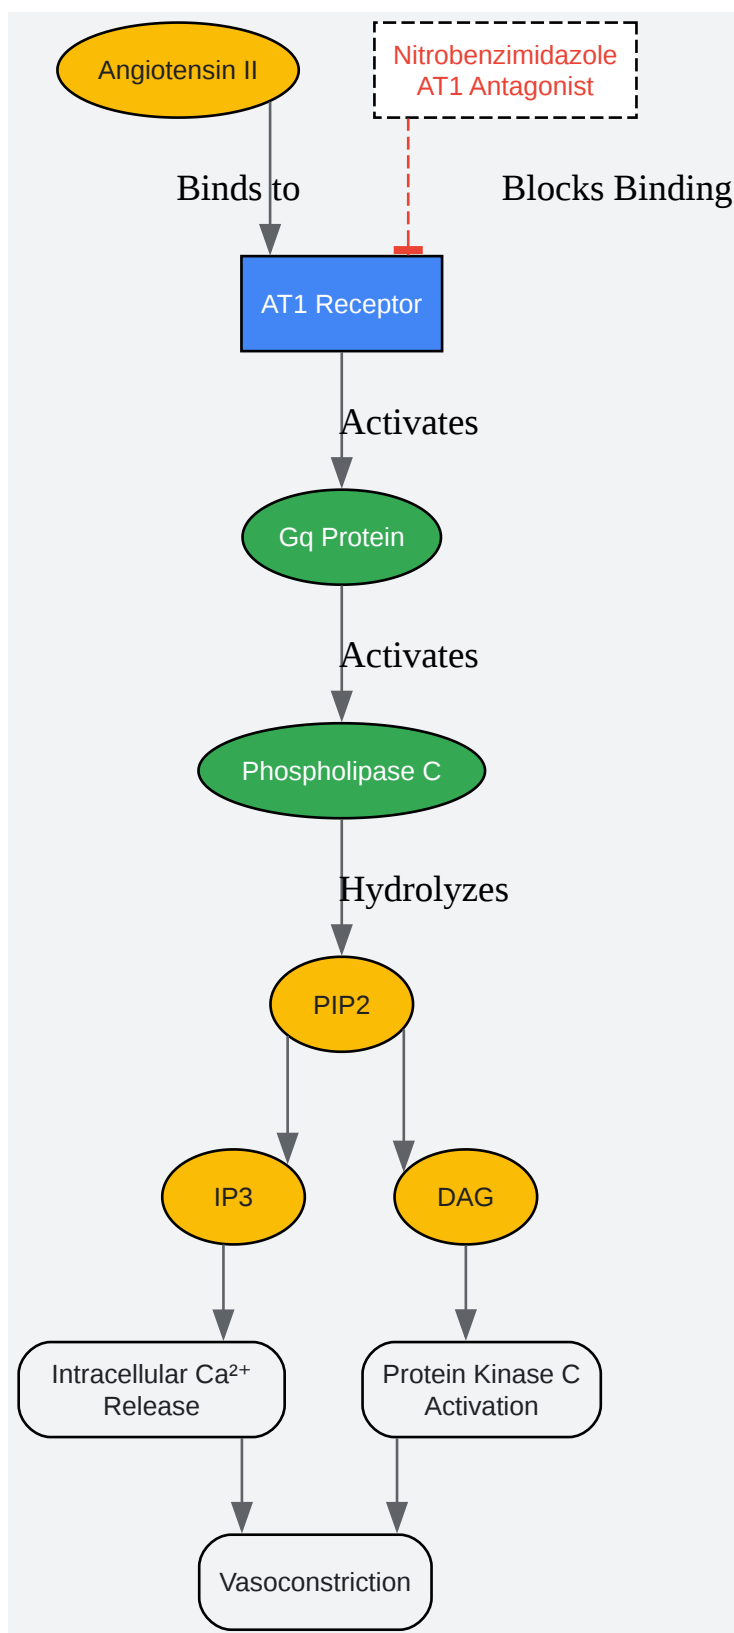 Angiotensin II
Nitrobenzimidazole
AT1 Antagonist
Binds to
Blocks Binding
AT1 Receptor
Activates
Gq Protein
Activates
Phospholipase C
Hydrolyzes
PIP2
IP3
DAG
Intracellular Ca²⁺
Release
Protein Kinase C
Activation
Vasoconstriction